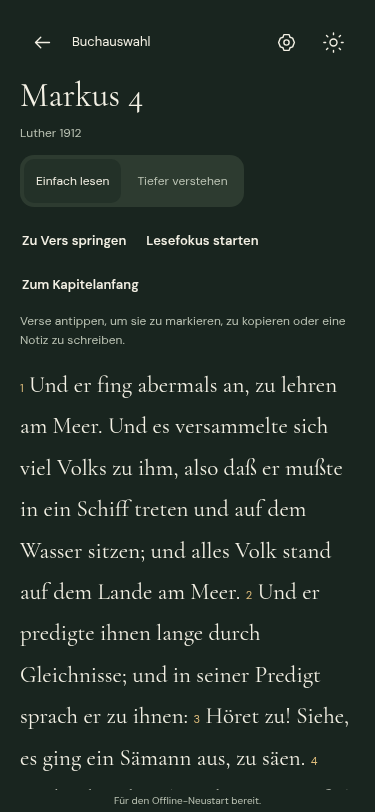 Buchauswahl
Markus 4
Luther 1912
Einfach lesen
Tiefer verstehen
Zu Vers springen
Lesefokus starten
Zum Kapitelanfang
Verse antippen, um sie zu markieren, zu kopieren oder eine
Notiz zu schreiben.
1 Und er fing abermals an, zu lehren
am Meer. Und es versammelte sich
viel Volks zu ihm, also daß er mußte
in ein Schiff treten und auf dem
Wasser sitzen; und alles Volk stand
auf dem Lande am Meer. 2 Und er
predigte ihnen lange durch
Gleichnisse; und in seiner Predigt
sprach er zu ihnen: 3 Höret zu! Siehe,
es ging ein Sämann aus, zu säen. 4
Für den Offline-Neustart bereit.